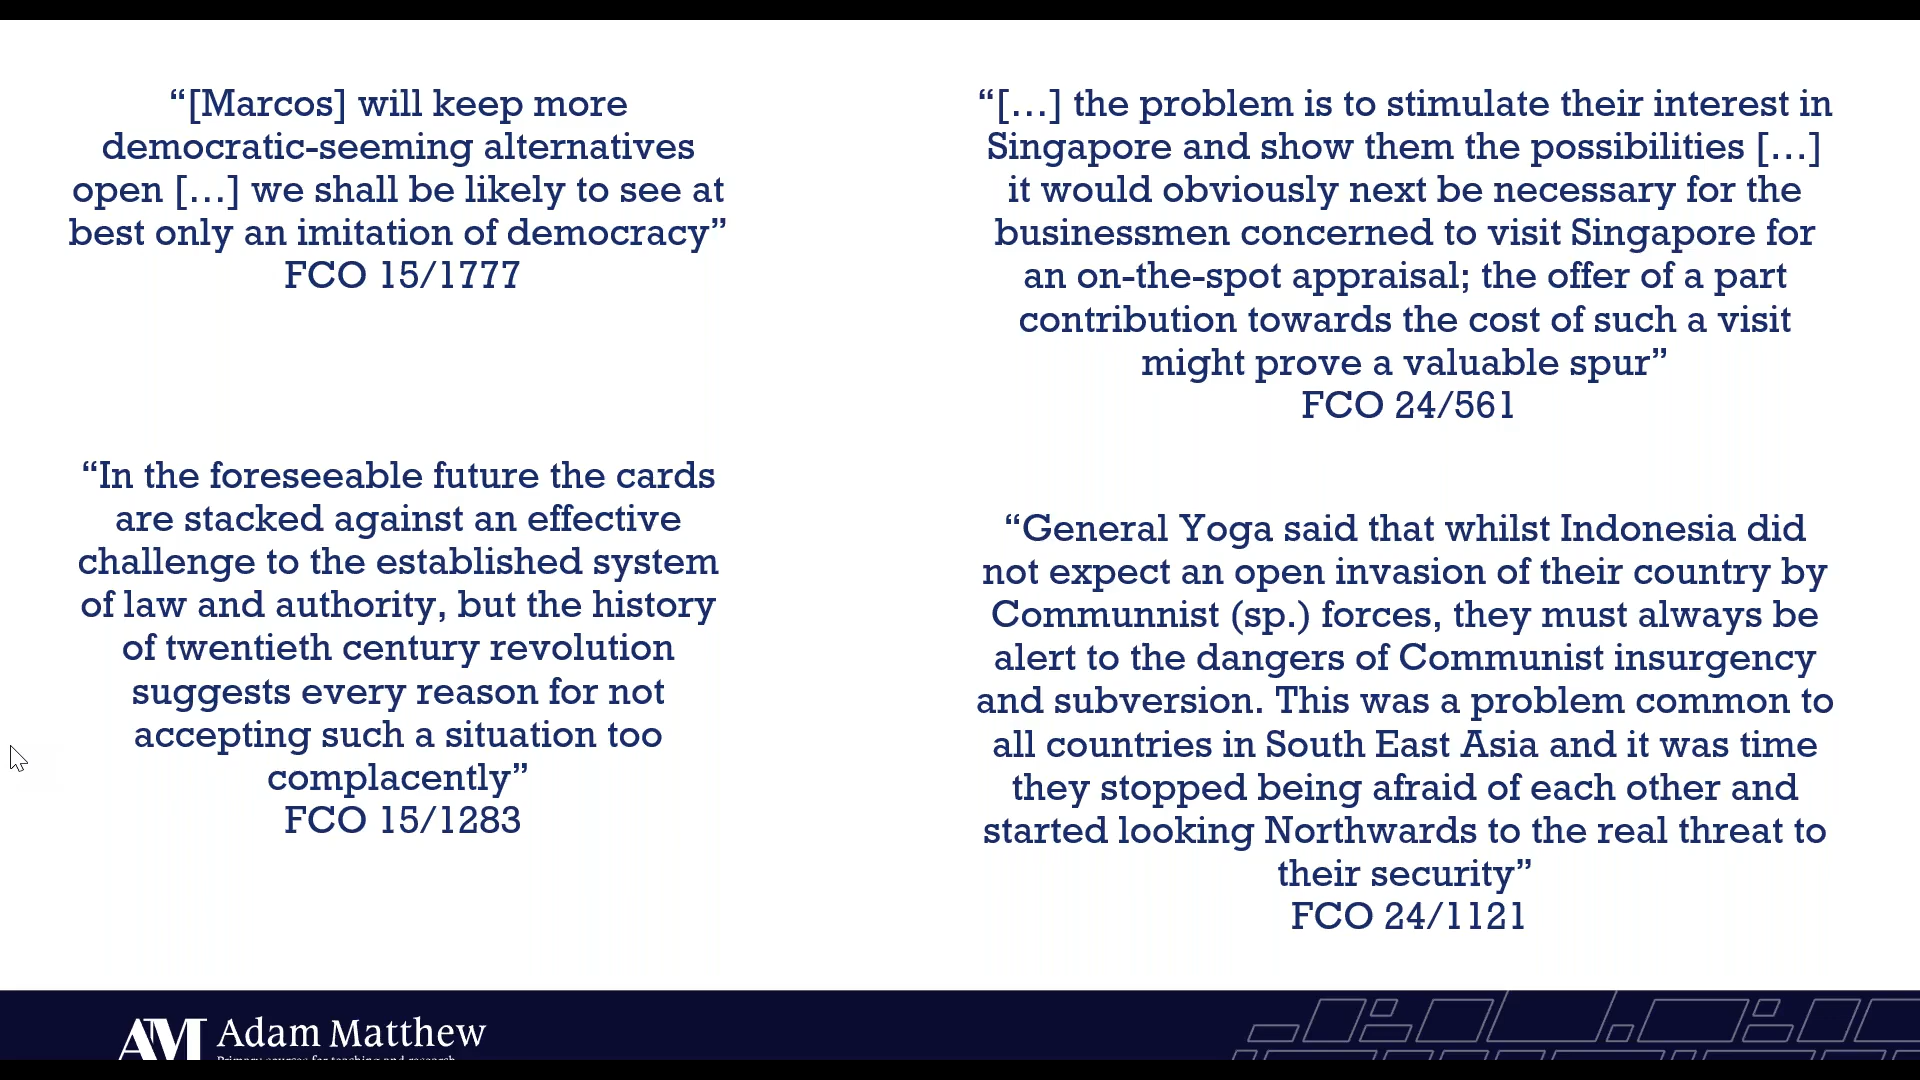 “[Marcos] will keep more
democratic-seeming alternatives
open [...] we shall be likely to see at
best only an imitation of democracy”
FCO 15/1777
“In the foreseeable future the cards
are stacked against an effective
challenge to the established system
of law and authority, but the history
of twentieth century revolution
suggests every reason for not
accepting such a situation too
complacently”
FCO 15/1283
“[...] the problem is to stimulate their interest in
Singapore and show them the possibilities [...]
it would obviously next be necessary for the
businessmen concerned to visit Singapore for
an on-the-spot appraisal; the offer of a part
contribution towards the cost of such a visit
might prove a valuable spur”
FCO 24/561
“General Yoga said that whilst Indonesia did
not expect an open invasion of their country by
Communnist (sp.) forces, they must always be
alert to the dangers of Communist insurgency
and subversion. This was a problem common to
all countries in South East Asia and it was time
they stopped being afraid of each other and
started looking Northwards to the real threat to
their security”
FCO 24/1121
AM Adam Matthew
Primary sources for teaching and research